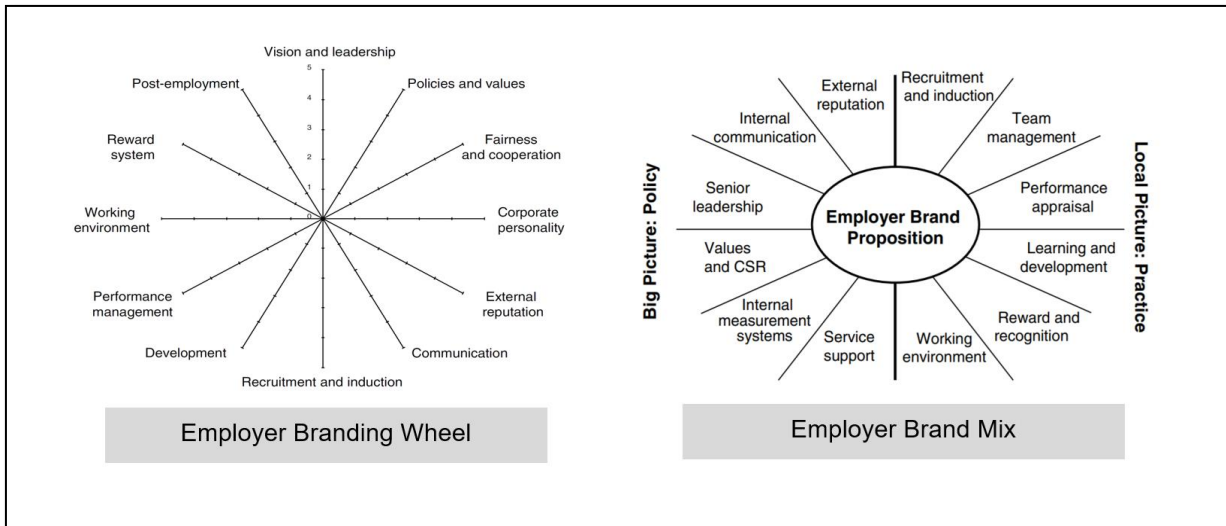 Vision and leadership
5
4
3
2
1
0
Policies and values
Fairness
and cooperation
Corporate
personality
External
reputation
Communication
Recruitment and induction
Development
Performance
management
Working
environment
Reward
system
Post-employment
Employer Branding Wheel
Big Picture: Policy
External
reputation
Recruitment
and induction
Internal
communication
Team
management
Senior
leadership
Performance
appraisal
Employer Brand
Proposition
Values
and CSR
Learning and
development
Internal
measurement
systems
Reward and
recognition
Service
support
Working
environment
Local Picture: Practice
Employer Brand Mix